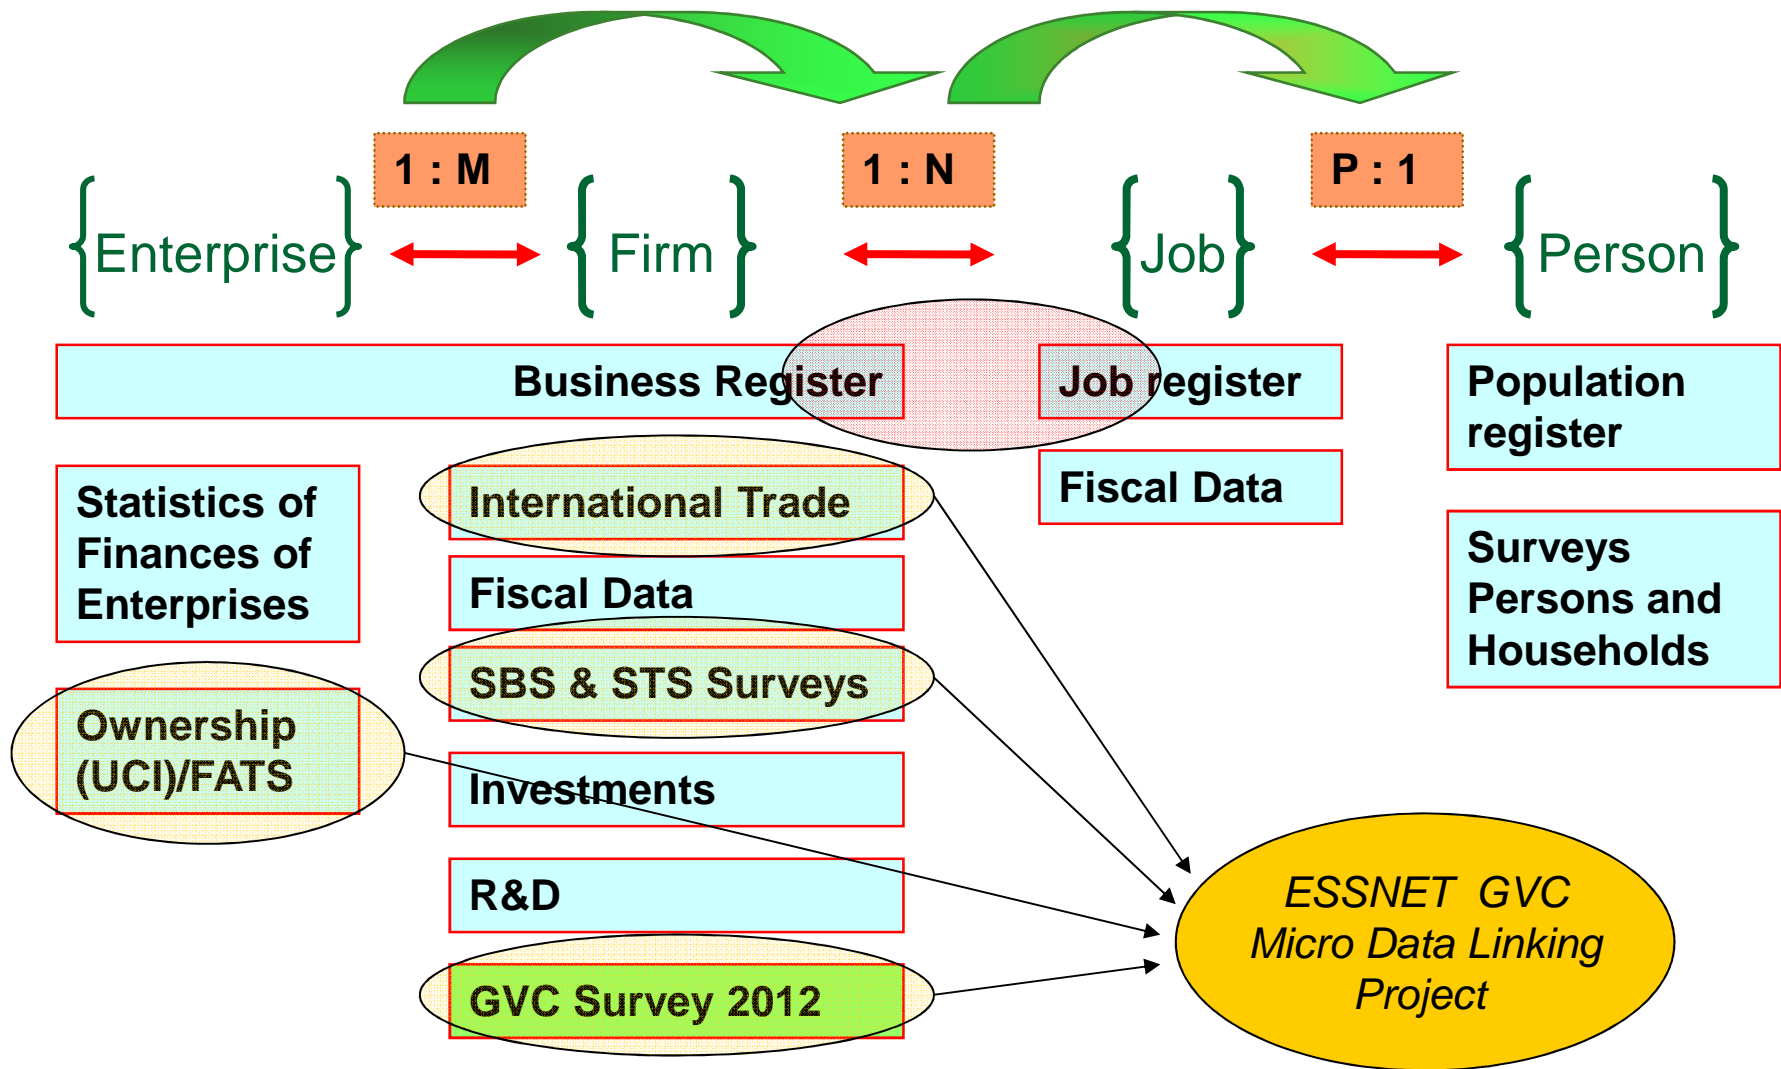 1 : M
1 : N
P : 1
Enterprise
Firm
Job
Person
Business Register
Job register
Population
register
Statistics of
Finances of
Enterprises
International Trade
Fiscal Data
Fiscal Data
Surveys
Persons and
Households
SBS & STS Surveys
Ownership
(UCI)/FATS
Investments
R&D
GVC Survey 2012
ESSNET GVC
Micro Data Linking
Project